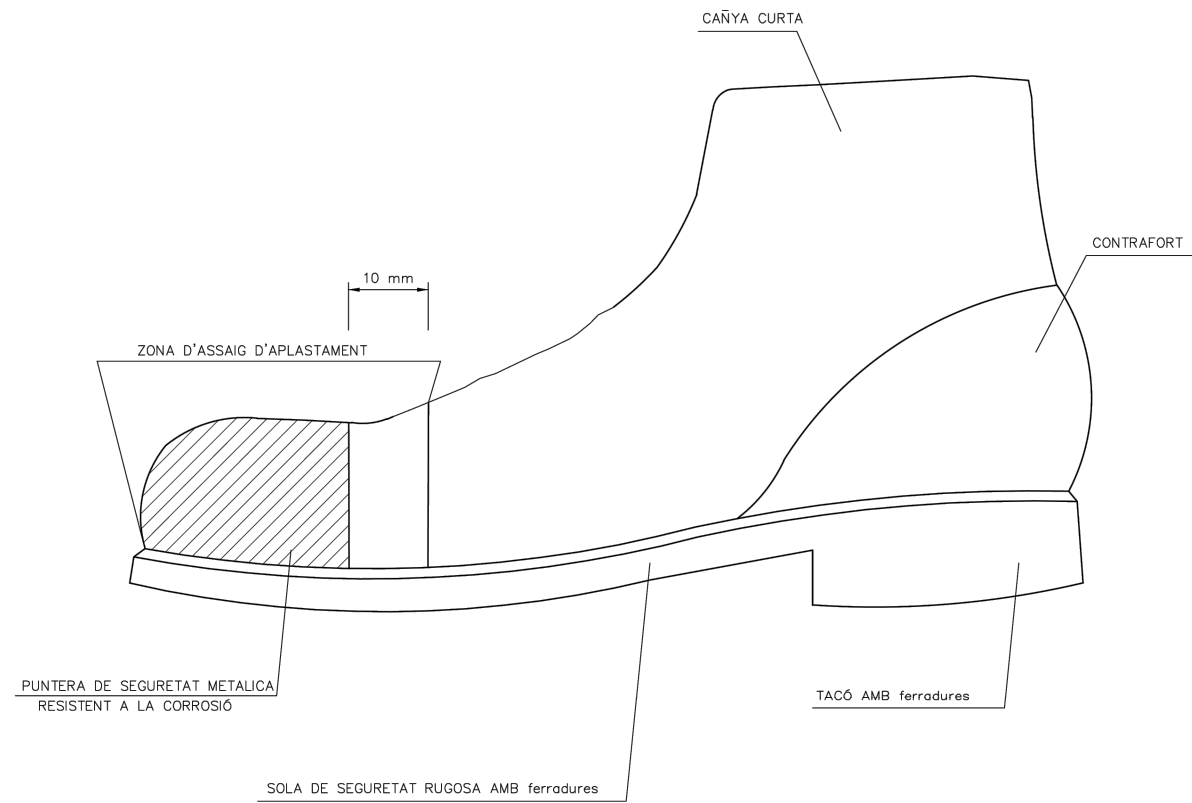 CAÑYA CURTA
CONTRAFORT
10 mm
ZONA D'ASSAIG D'APLASTAMENT
PUNTERA DE SEGURETAT METALICA
RESISTENT A LA CORROSIÓ
TACÓ AMB ferradures
SOLA DE SEGURETAT RUGOSA AMB ferradures